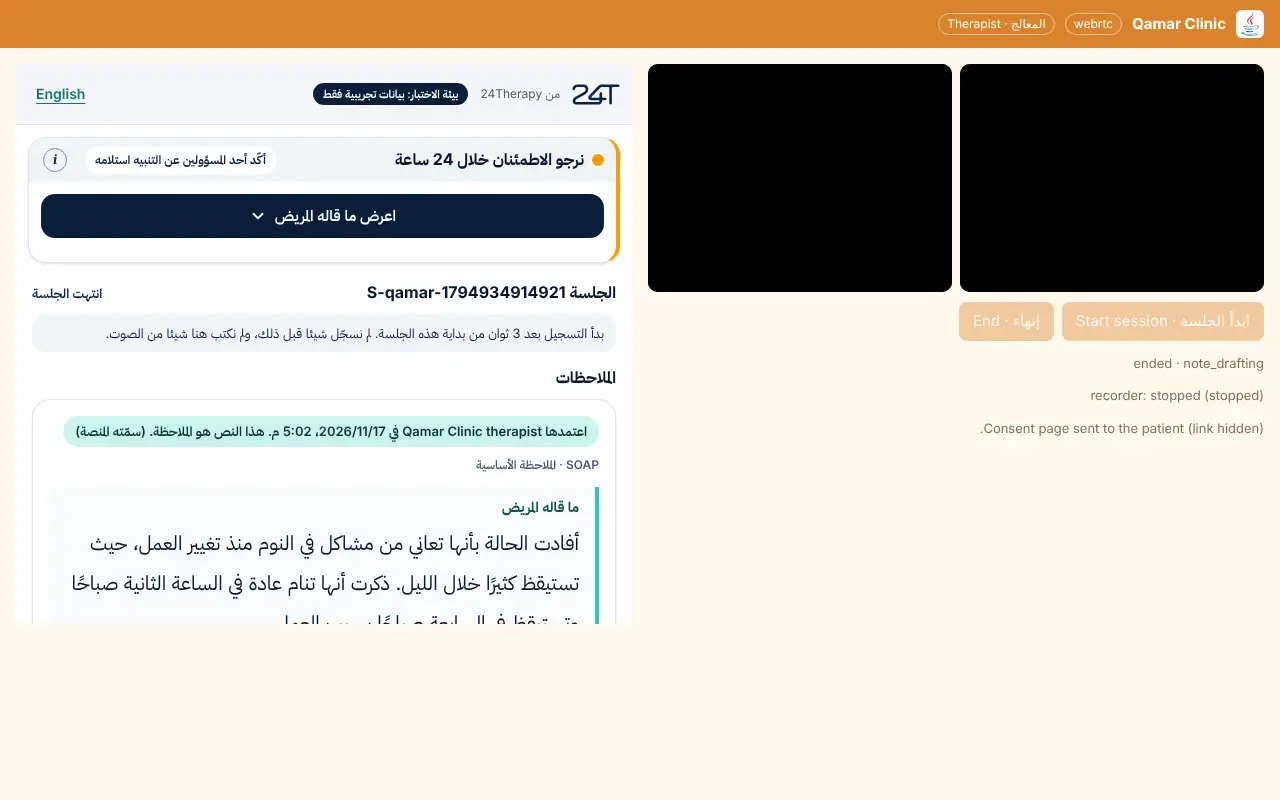 Qamar Clinic
webrtc
Therapist · المعالج
24T
من 24Therapy
بيئة الاختبار: بيانات تجريبية فقط
English
نرجو الاطمئنان خلال 24 ساعة
أكّد أحد المسؤولين عن التنبيه استلامه
i
اعرض ما قاله المريض
الجلسة S-qamar-1794934914921
انتهت الجلسة
بدأ التسجيل بعد 3 ثوان من بداية هذه الجلسة. لم نسجّل شيئا قبل ذلك، ولم نكتب هنا شيئا من الصوت.
الملاحظات
اعتمدها Qamar Clinic therapist في 2026/11/17، 5:02 م. هذا النص هو الملاحظة. (سمّته المنصة)
SOAP · الملاحظة الأساسية
ما قاله المريض
أفادت الحالة بأنها تعاني من مشاكل في النوم منذ تغيير العمل، حيث
تستيقظ كثيرًا خلال الليل. ذكرت أنها تنام عادة في الساعة الثانية صباحًا
ابدأ الجلسة · Start session
إنهاء · End
ended · note_drafting
recorder: stopped (stopped)
Consent page sent to the patient (link hidden).